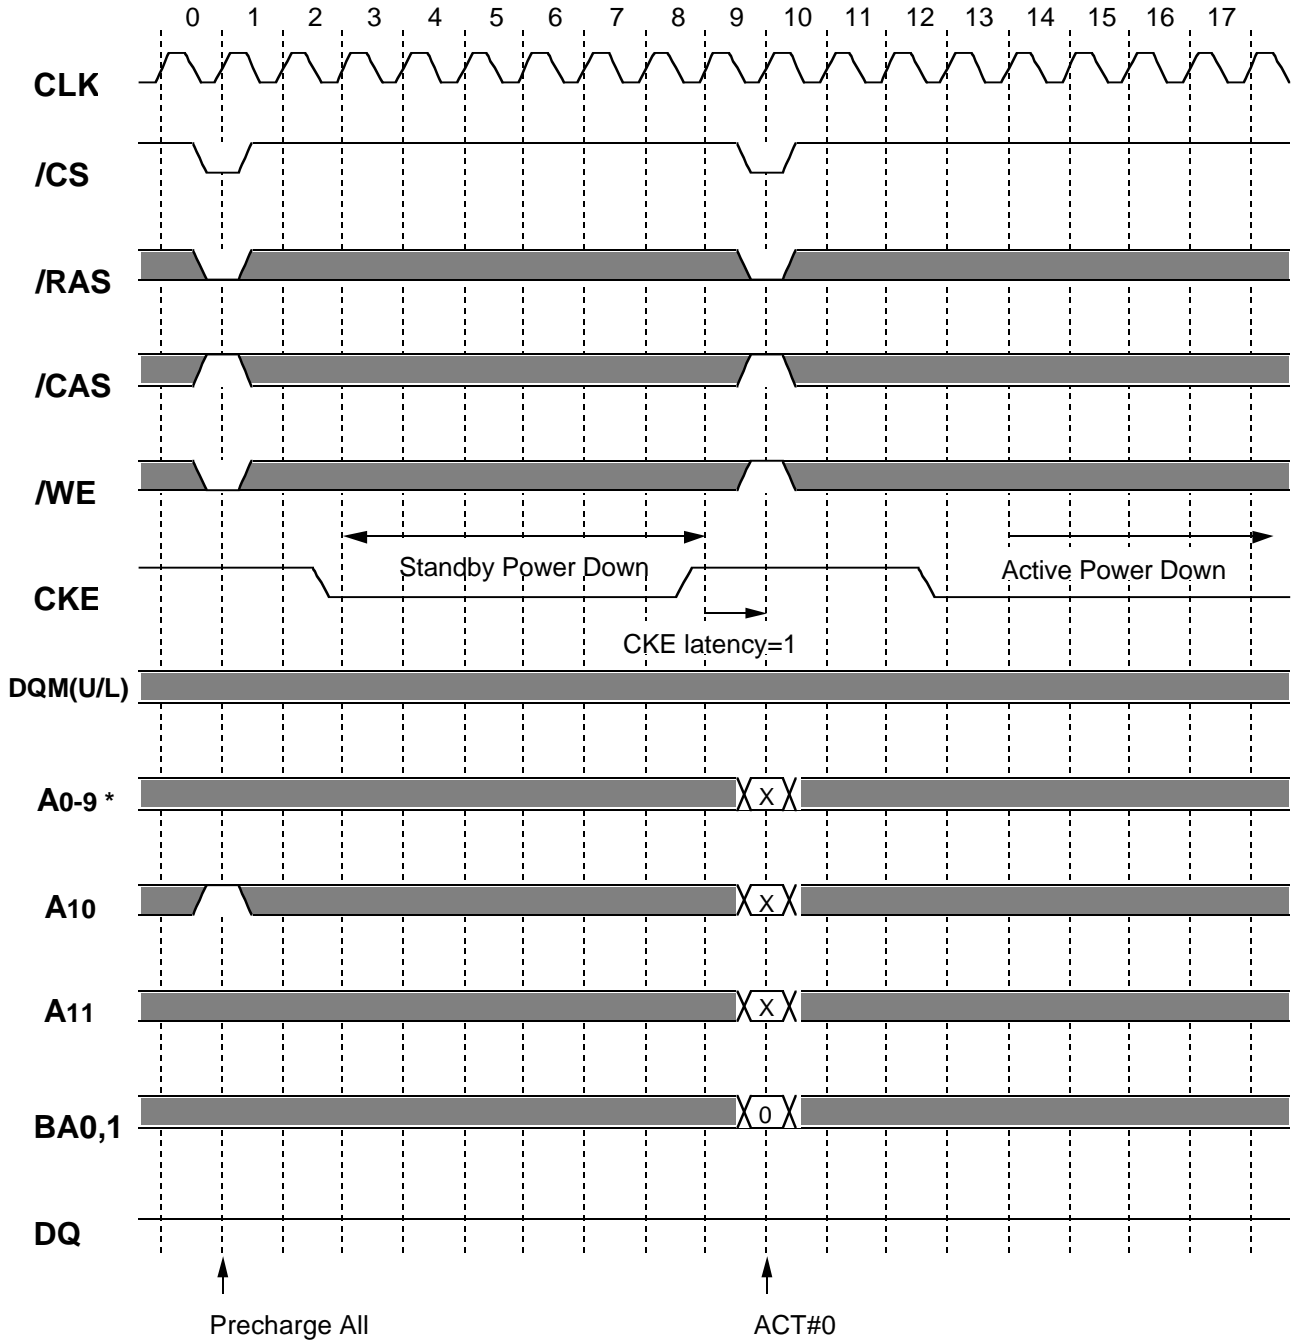 0 1 2 3 4 5 6 7 8 9 10 11 12 13 14 15 16 17
CLK
/CS
/RAS
/CAS
/WE
Standby Power Down
Active Power Down
CKE
CKE latency=1
DQM(U/L)
A0-9 *
X
A10
X
A11
X
BA0,1
0
DQ
Precharge All
ACT#0